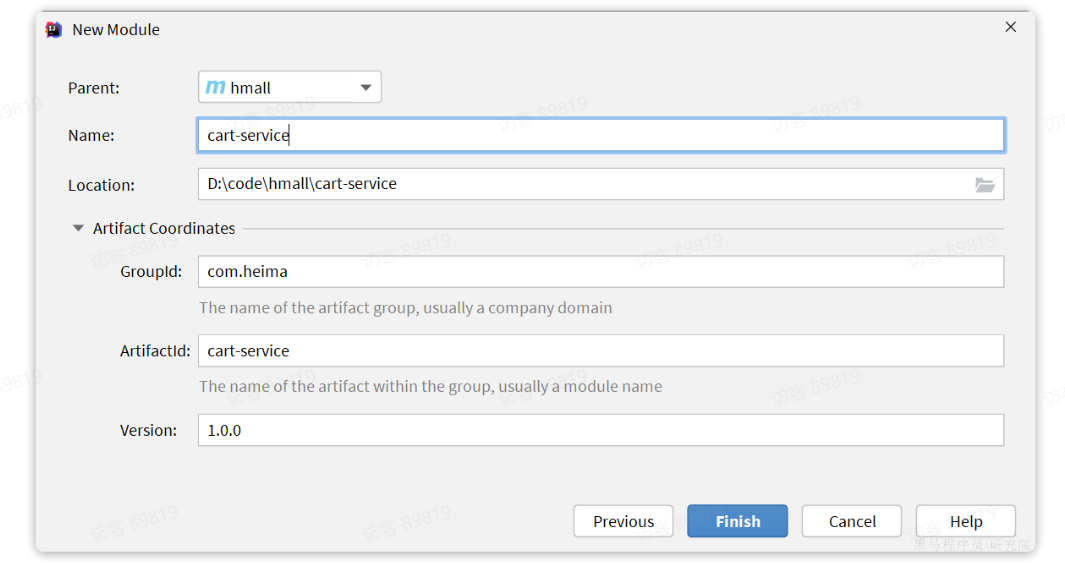 New Module
Parent:
m hmall
Name:
cart-service
Location:
D:\code\hmall\cart-service
Artifact Coordinates
GroupId:
com.heima
The name of the artifact group, usually a company domain
ArtifactId:
cart-service
The name of the artifact within the group, usually a module name
Version:
1.0.0
Previous
Finish
Cancel
Help
访客 89819
黑马程序员-研究院